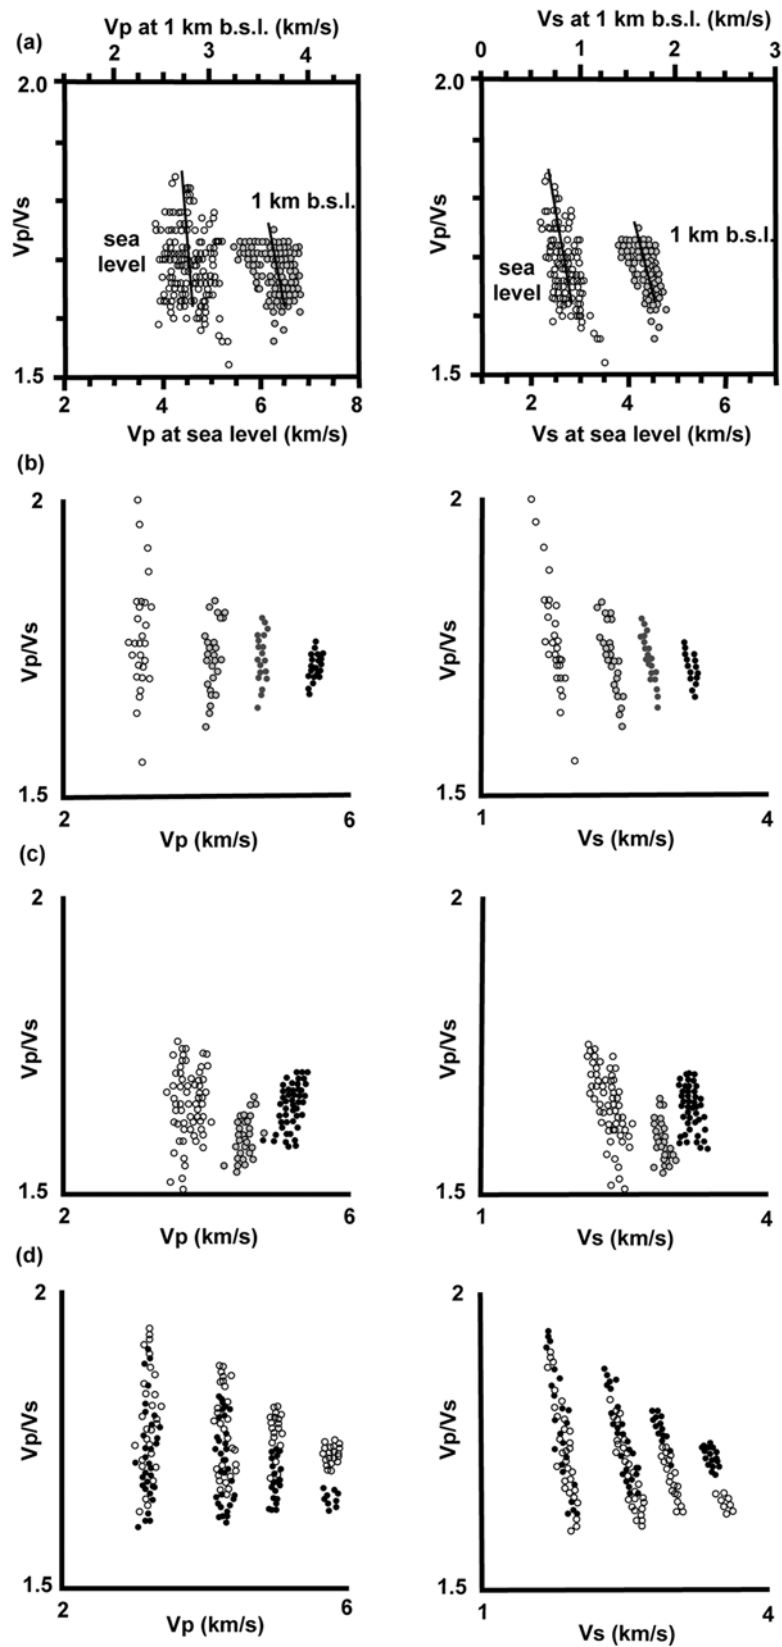 (a)
Vp at 1 km b.s.l. (km/s)
2 3 4
2.0
Vp/Vs
1.5
sea
level
1 km b.s.l.
2 4 6 8
Vp at sea level (km/s)
Vs at 1 km b.s.l. (km/s)
0 1 2 3
2.0
Vp/Vs
1.5
sea
level
1 km b.s.l.
2 4 6
Vs at sea level (km/s)
(b)
2
Vp/Vs
1.5
2 6
Vp (km/s)
2
Vp/Vs
1.5
1 4
Vs (km/s)
(c)
2
Vp/Vs
1.5
2 6
Vp (km/s)
2
Vp/Vs
1.5
1 4
Vs (km/s)
(d)
2
Vp/Vs
1.5
2 6
Vp (km/s)
2
Vp/Vs
1.5
1 4
Vs (km/s)